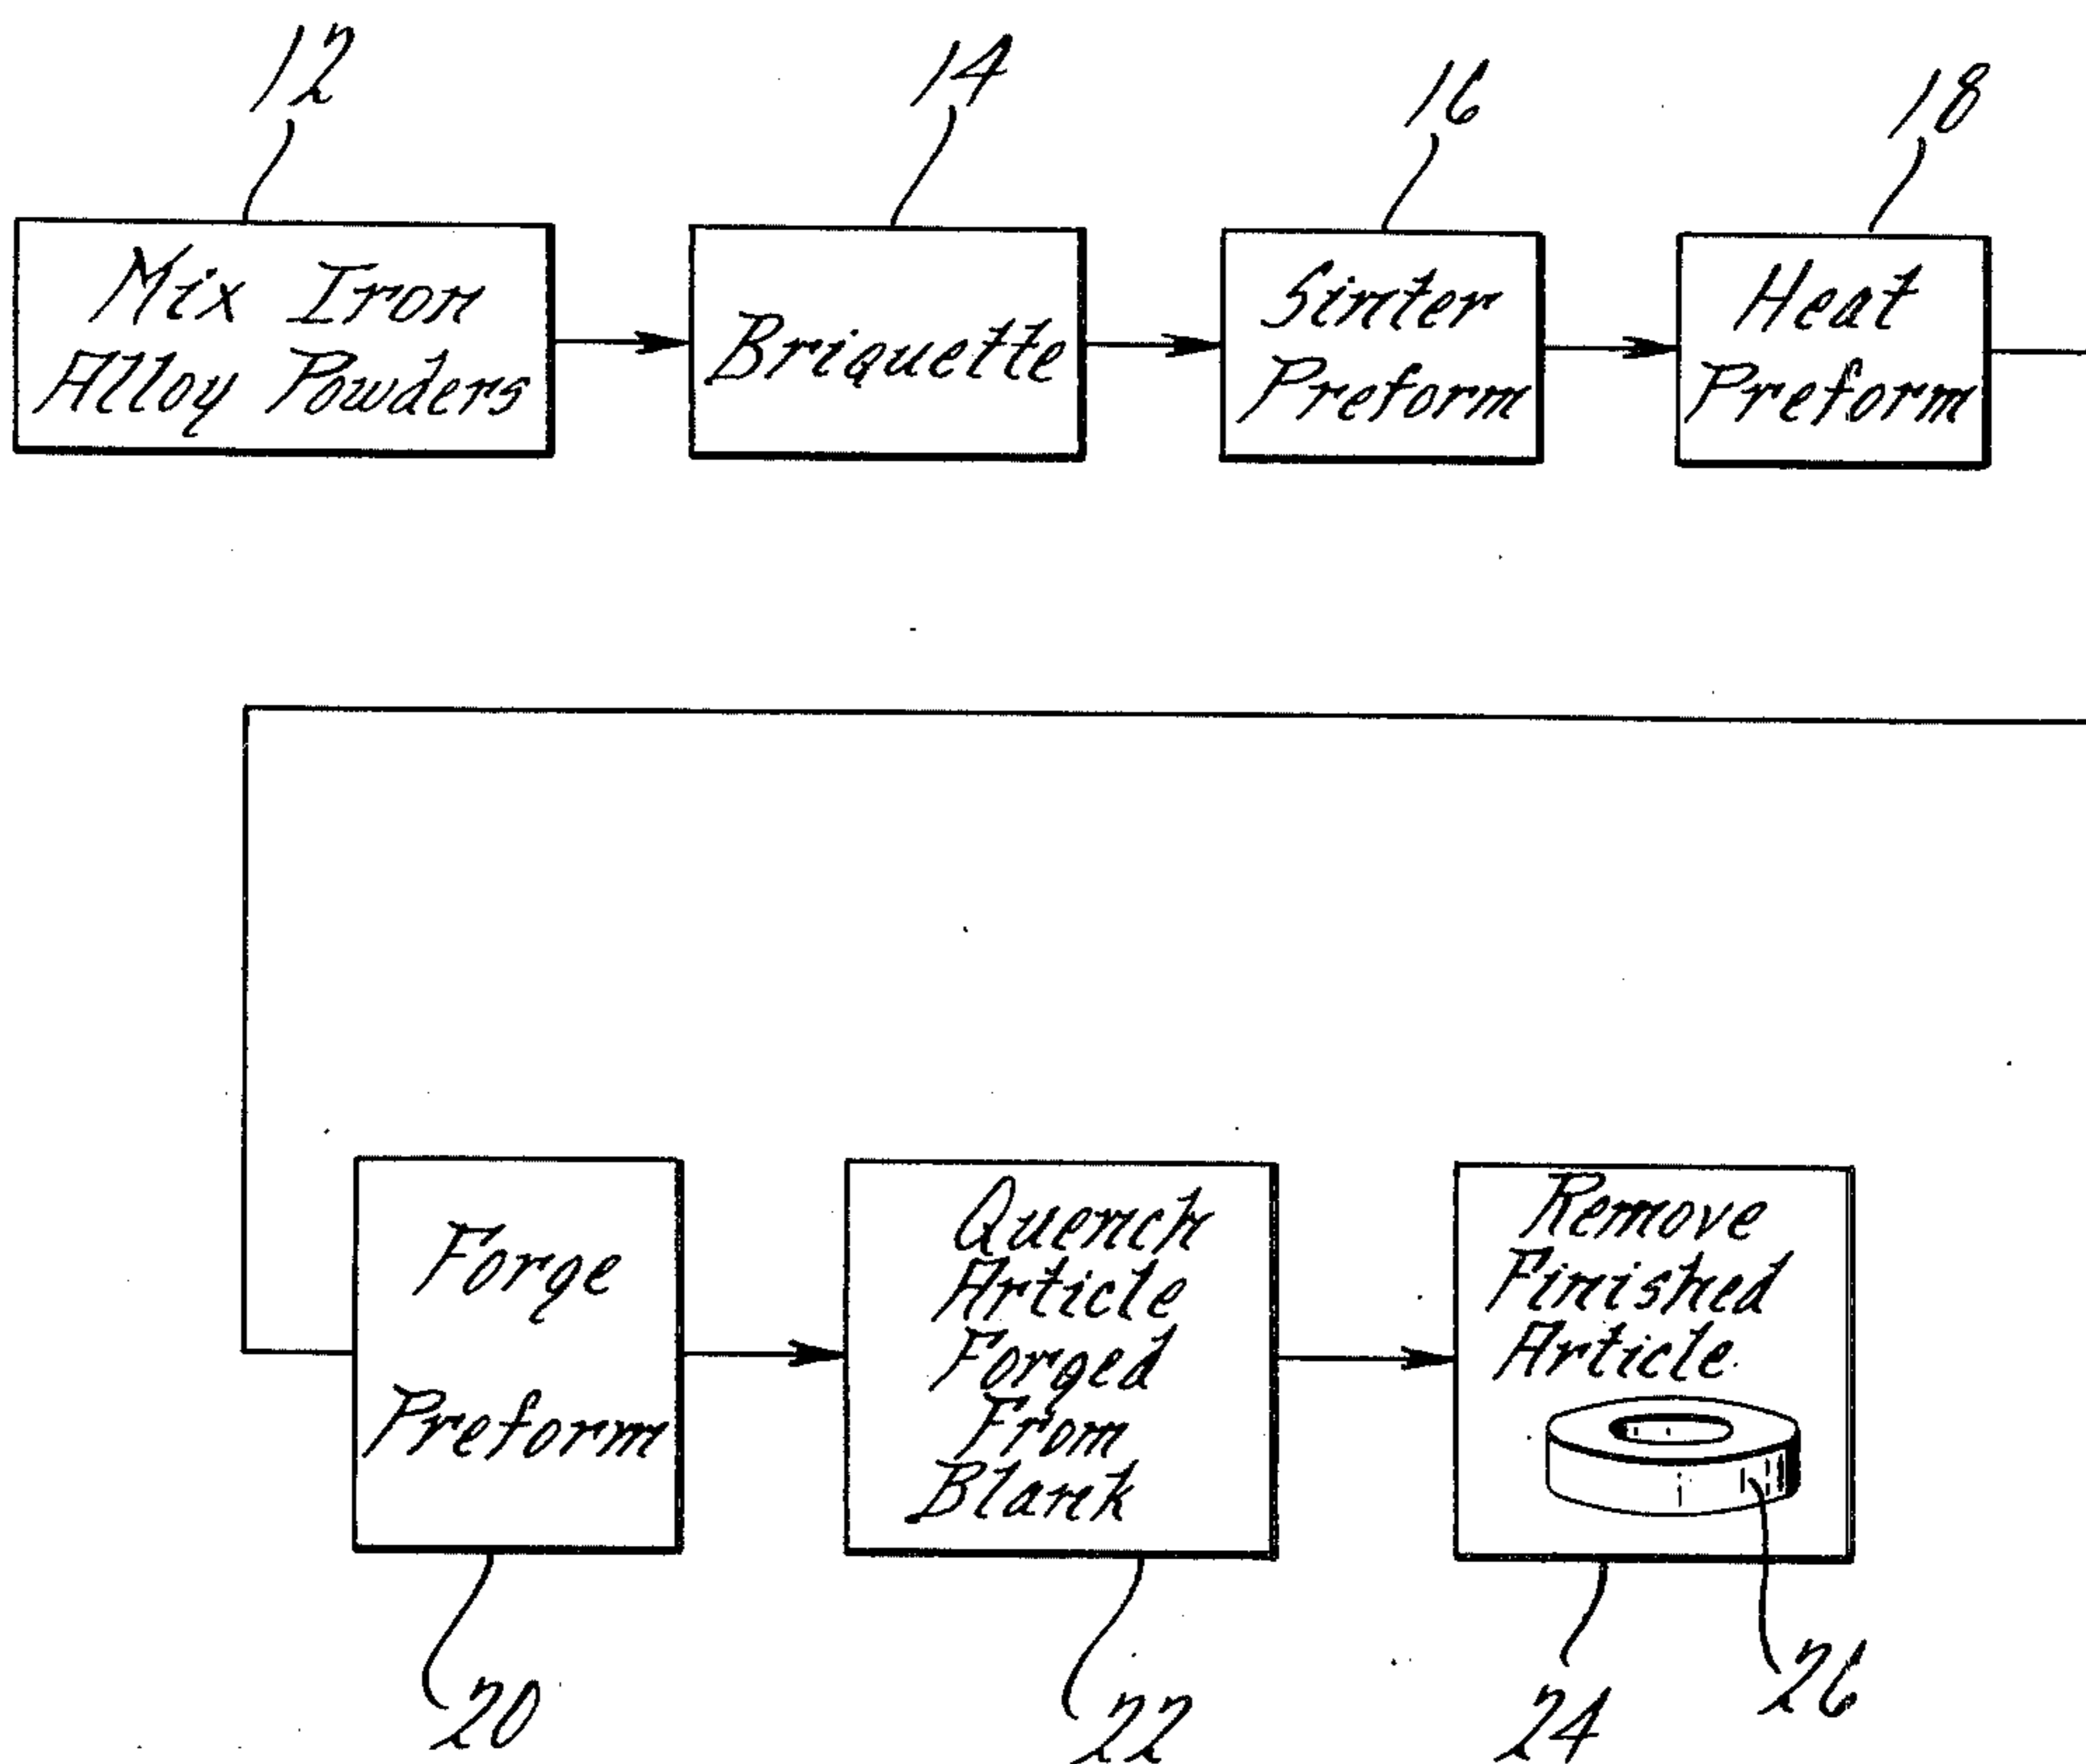 12
14
16
18
Mix Iron
Alloy Powders
Briquette
Sinter
Preform
Heat
Preform
Forge
Preform
Quench
Article
Forged
From
Blank
Remove
Finished
Article
20
22
24
26